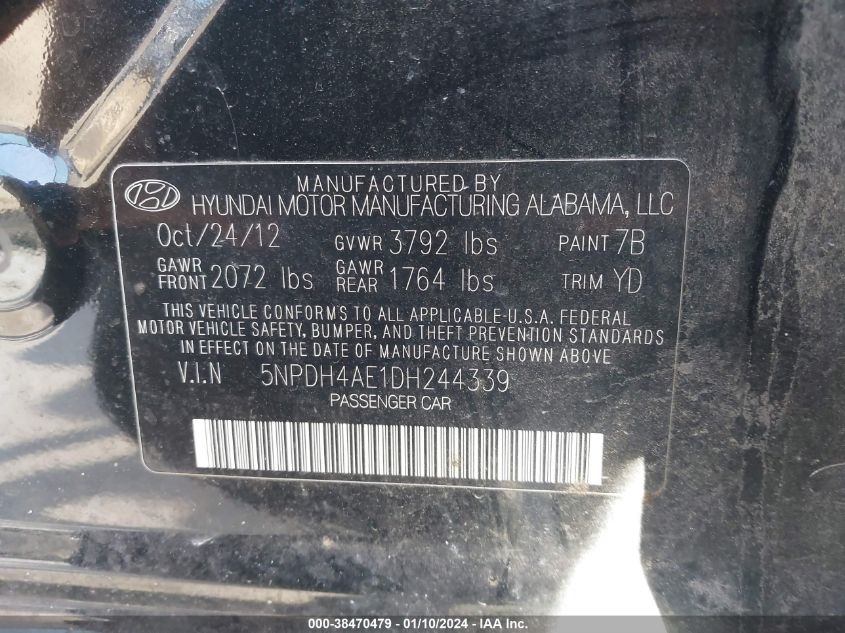 MANUFACTURED BY
HYUNDAI MOTOR MANUFACTURING ALABAMA, LLC
Oct/24/12 GVWR 3792 lbs PAINT 7B
GAWR FRONT 2072 lbs GAWR REAR 1764 lbs TRIM YD
THIS VEHICLE CONFORMS TO ALL APPLICABLE U.S.A. FEDERAL
MOTOR VEHICLE SAFETY, BUMPER, AND THEFT PREVENTION STANDARDS
IN EFFECT ON THE DATE OF MANUFACTURE SHOWN ABOVE
V.I.N 5NPDH4AE1DH244339
PASSENGER CAR
000-38470479 - 01/10/2024 - IAA Inc.